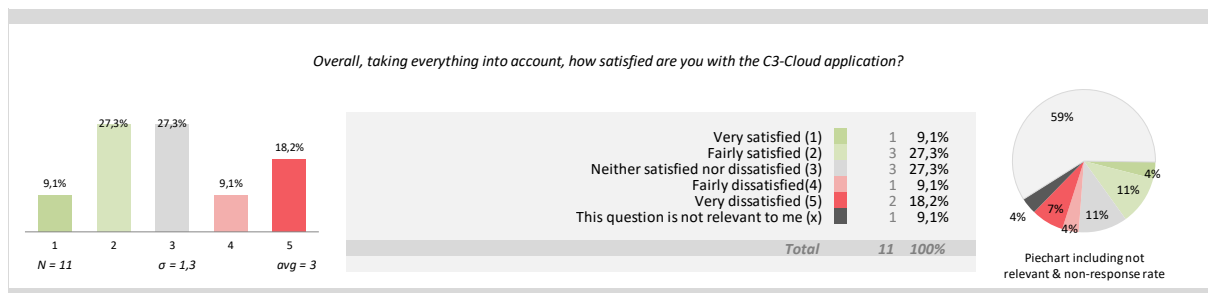 Overall, taking everything into account, how satisfied are you with the C3-Cloud application?
9,1%
27,3%
27,3%
9,1%
18,2%
1 2 3 4 5
N = 11 σ = 1,3 avg = 3
Very satisfied (1) 1 9,1%
Fairly satisfied (2) 3 27,3%
Neither satisfied nor dissatisfied (3) 3 27,3%
Fairly dissatisfied(4) 1 9,1%
Very dissatisfied (5) 2 18,2%
This question is not relevant to me (x) 1 9,1%
Total 11 100%
59%
4%
11%
11%
4%
7%
4%
Piechart including not
relevant & non-response rate